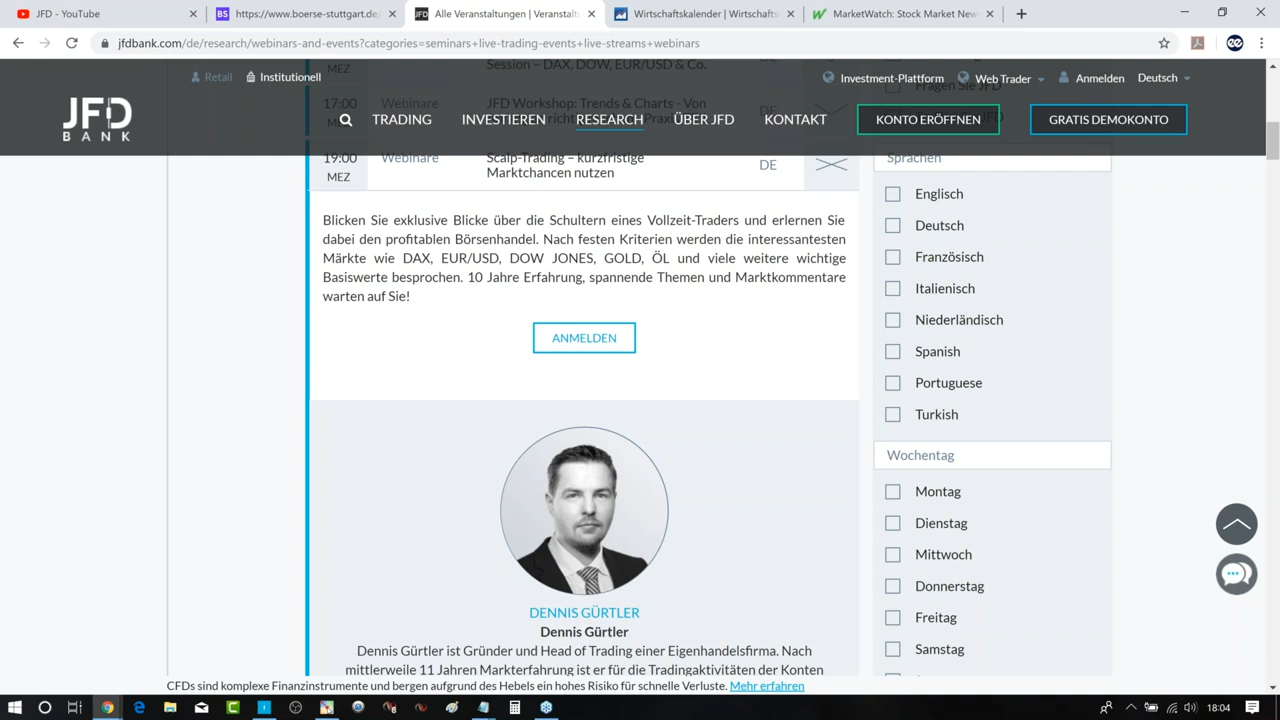 JFD - YouTube
https://www.boerse-stuttgart.de/
Alle Veranstaltungen | Veranstalt
Wirtschaftskalender | Wirtschafts
MarketWatch: Stock Market New
jfdbank.com/de/research/webinars-and-events?categories=seminars+live-trading-events+live-streams+webinars
Session – DAX, DOW, EUR/USD & Co.
MEZ
Retail
Institutionell
Investment-Plattform
Web Trader
Anmelden
Deutsch
Fragen Sie JFD
17:00
Webinare
JFD Workshop: Trends & Charts - Von
DE
MEZ
JFD
BANK
TRADING
INVESTIEREN
RESEARCH
ÜBER JFD
KONTAKT
KONTO ERÖFFNEN
GRATIS DEMOKONTO
19:00
MEZ
Webinare
Scalp-Trading – kurzfristige
Marktchancen nutzen
DE
Sprachen
Englisch
Deutsch
Französisch
Italienisch
Niederländisch
Spanish
Portuguese
Turkish
Blicken Sie exklusive Blicke über die Schultern eines Vollzeit-Traders und erlernen Sie
dabei den profitablen Börsenhandel. Nach festen Kriterien werden die interessantesten
Märkte wie DAX, EUR/USD, DOW JONES, GOLD, ÖL und viele weitere wichtige
Basiswerte besprochen. 10 Jahre Erfahrung, spannende Themen und Marktkommentare
warten auf Sie!
ANMELDEN
Wochentag
Montag
Dienstag
Mittwoch
Donnerstag
Freitag
Samstag
DENNIS GÜRTLER
Dennis Gürtler
Dennis Gürtler ist Gründer und Head of Trading einer Eigenhandelsfirma. Nach
mittlerweile 11 Jahren Markterfahrung ist er für die Tradingaktivitäten der Konten
CFDs sind komplexe Finanzinstrumente und bergen aufgrund des Hebels ein hohes Risiko für schnelle Verluste. Mehr erfahren
18:04